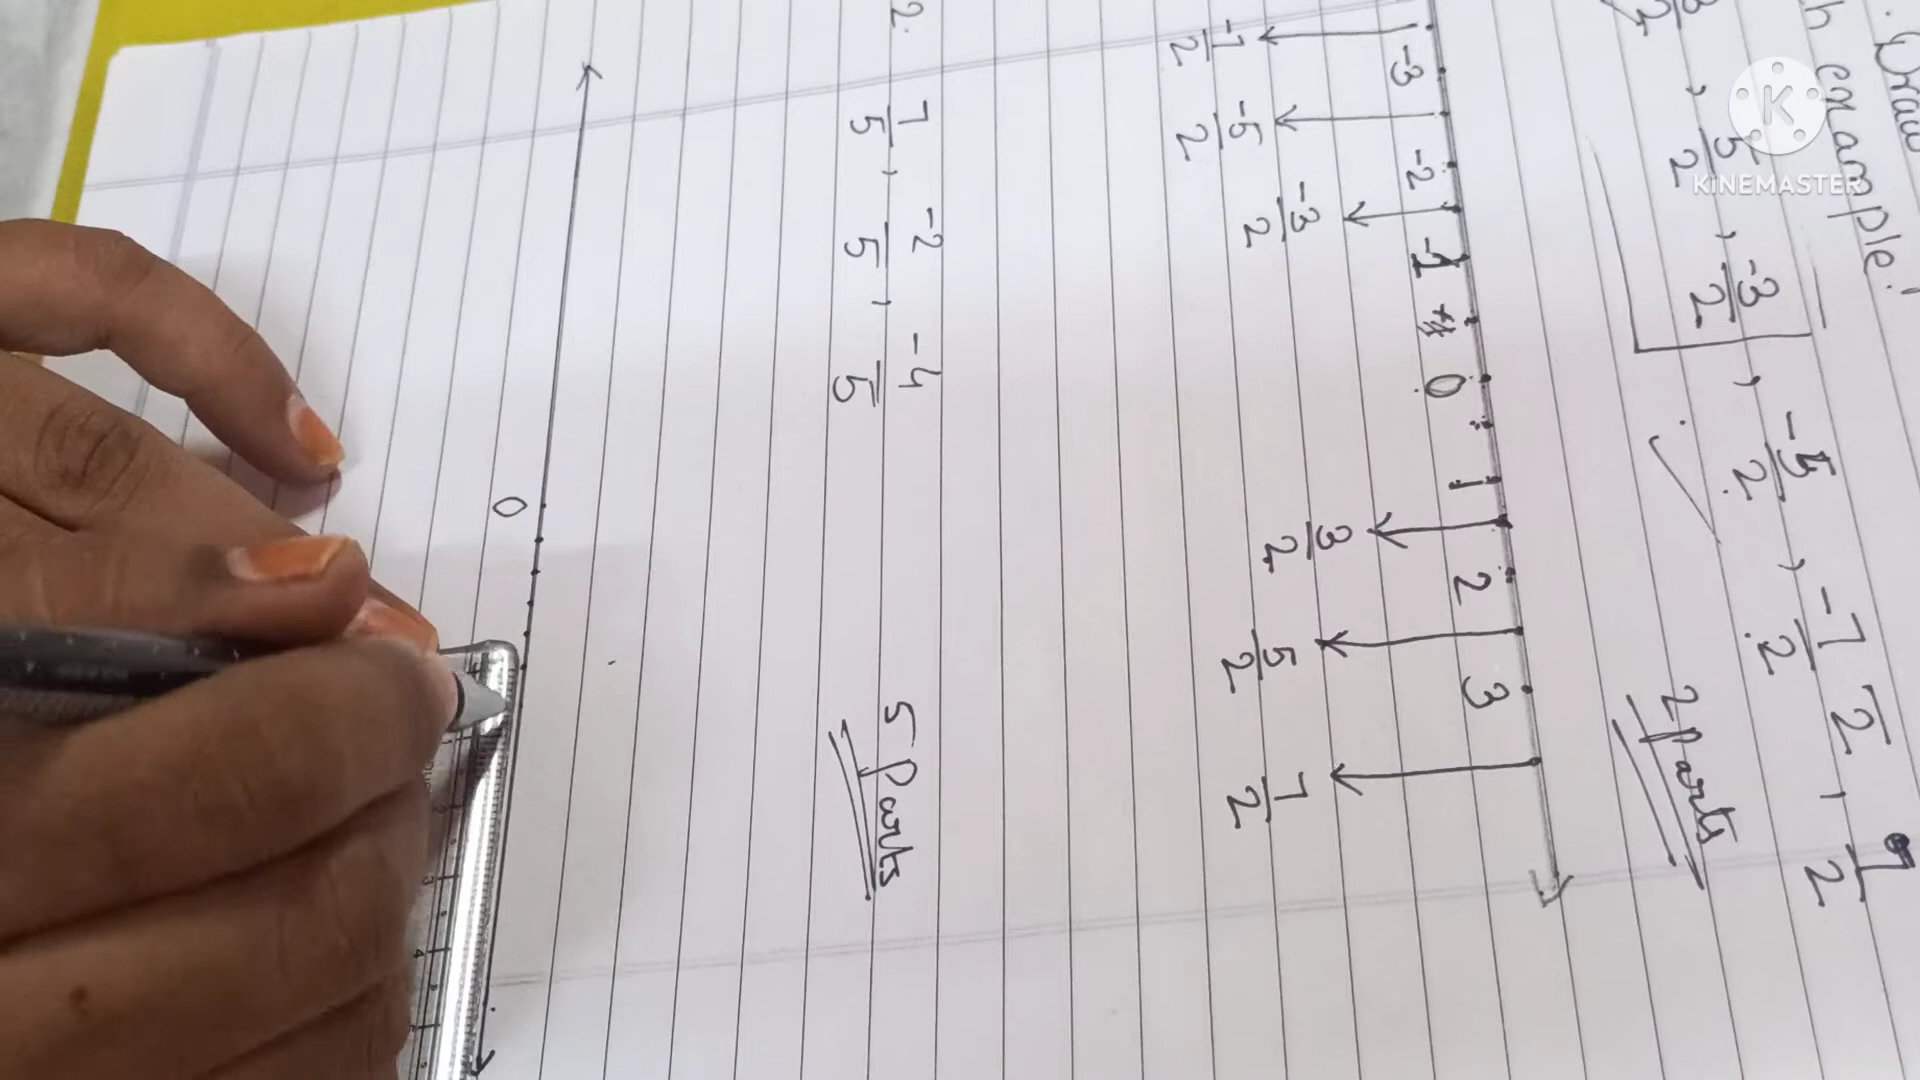 . Draw
h example!
3/2 , 5/2 , -3/2 , -5/2 , -7/2 , 7/2
2 Parts
-3 -2 -1 0 1 2 3
-7/2 -5/2 -3/2 3/2 5/2 7/2
2. 7/5 , -2/5 , -4/5 5 Parts
0
KINEMASTER